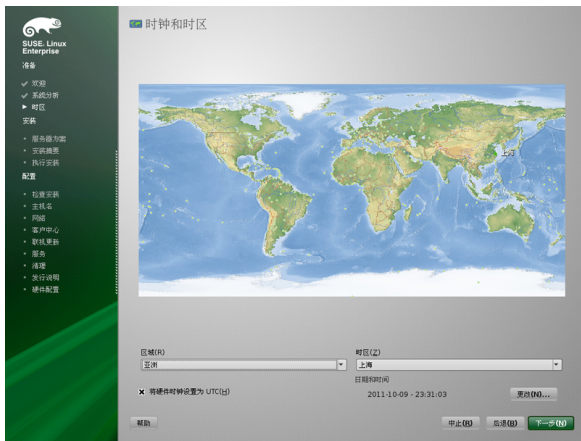 SUSE. Linux
Enterprise
准备
欢迎
系统分析
时区
安装
服务器方案
安装摘要
执行安装
配置
检查安装
主机名
网络
客户中心
联机更新
服务
清理
发行说明
硬件配置
时钟和时区
上海
区域(R)
亚洲
时区(Z)
上海
将硬件时钟设置为 UTC(H)
日期和时间
2011-10-09 - 23:31:03
更改(N)...
帮助
中止(R)
后退(B)
下一步(N)